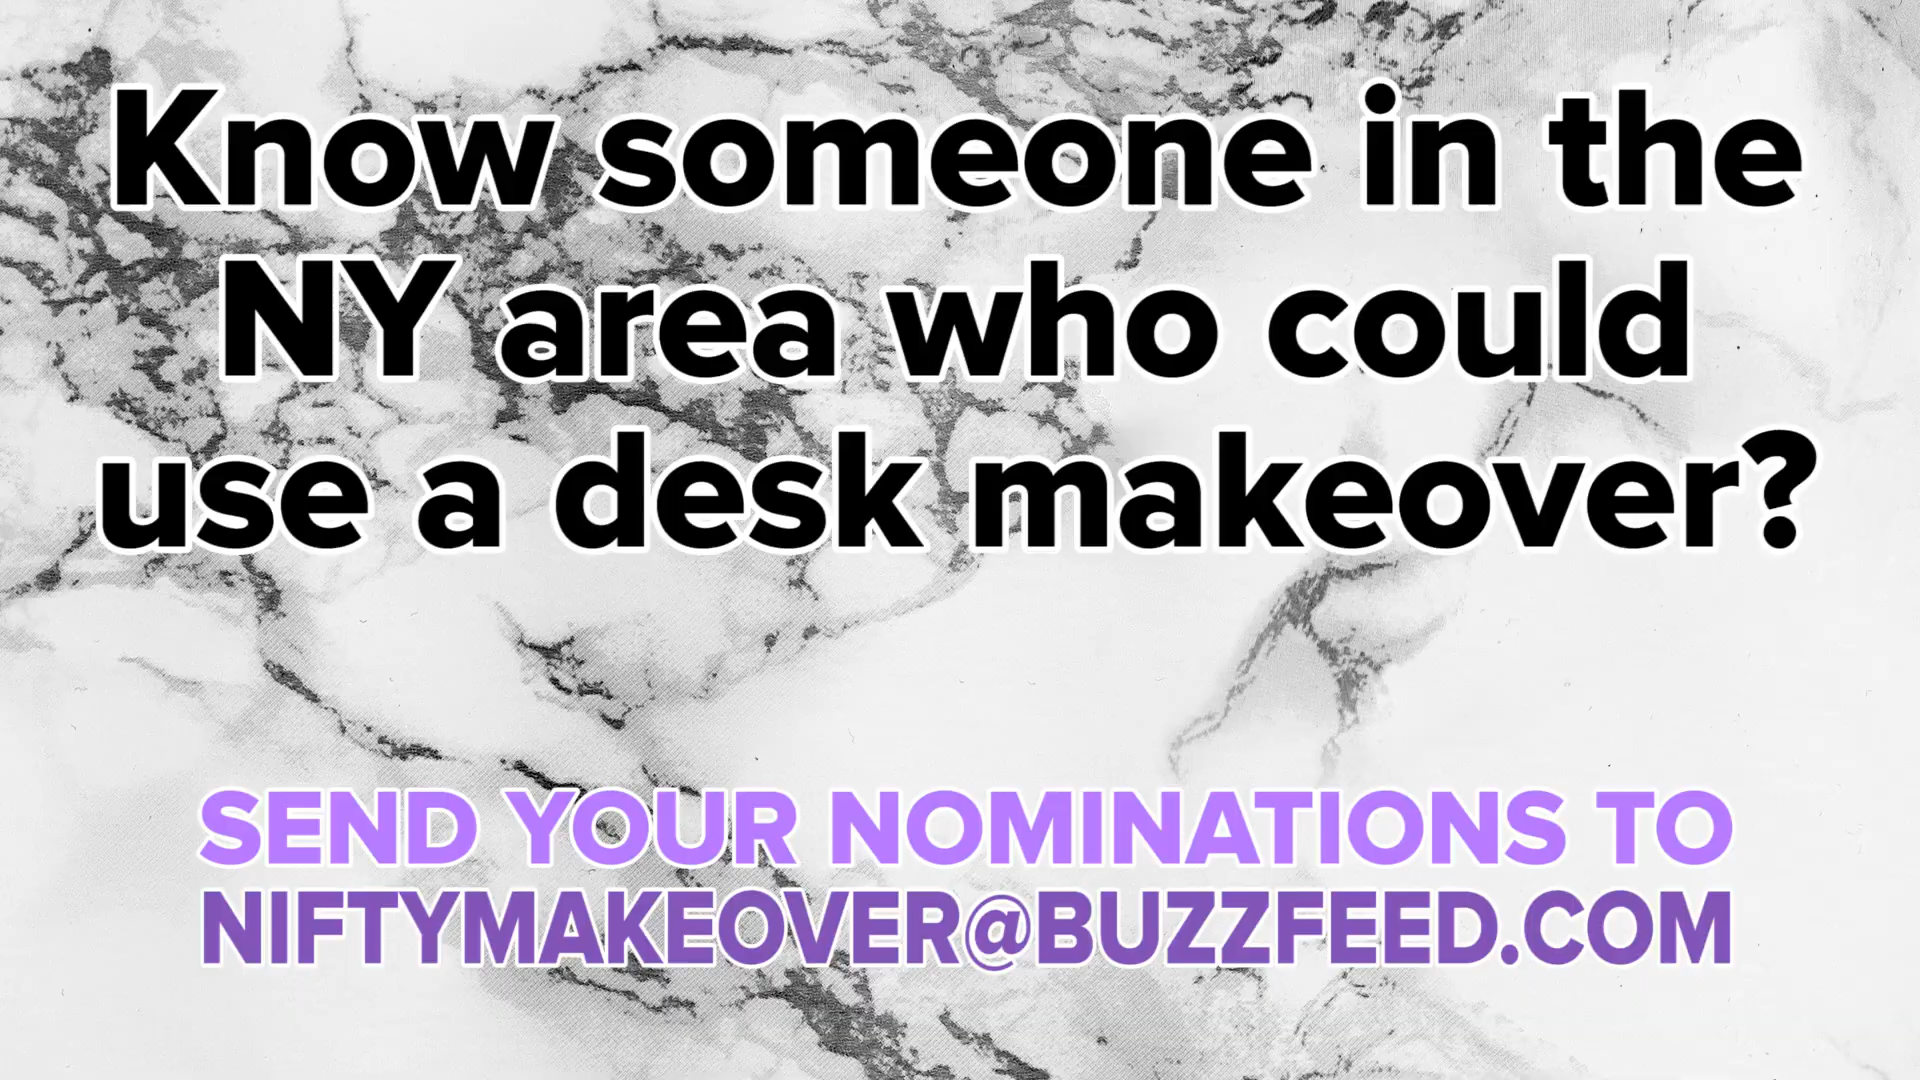 Know someone in the
NY area who could
use a desk makeover?
SEND YOUR NOMINATIONS TO
NIFTYMAKEOVER@BUZZFEED.COM